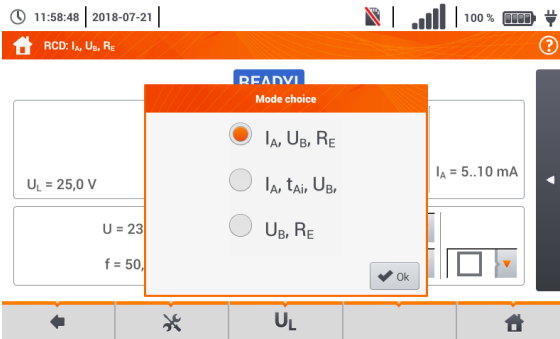 11:58:48 2018-07-21 100 %
RCD: IA, UB, RE ?
READY!
Mode choice
IA, UB, RE
IA, tAi, UB,
UB, RE
UL = 25,0 V
IA = 5..10 mA
U = 23
f = 50,
Ok
UL